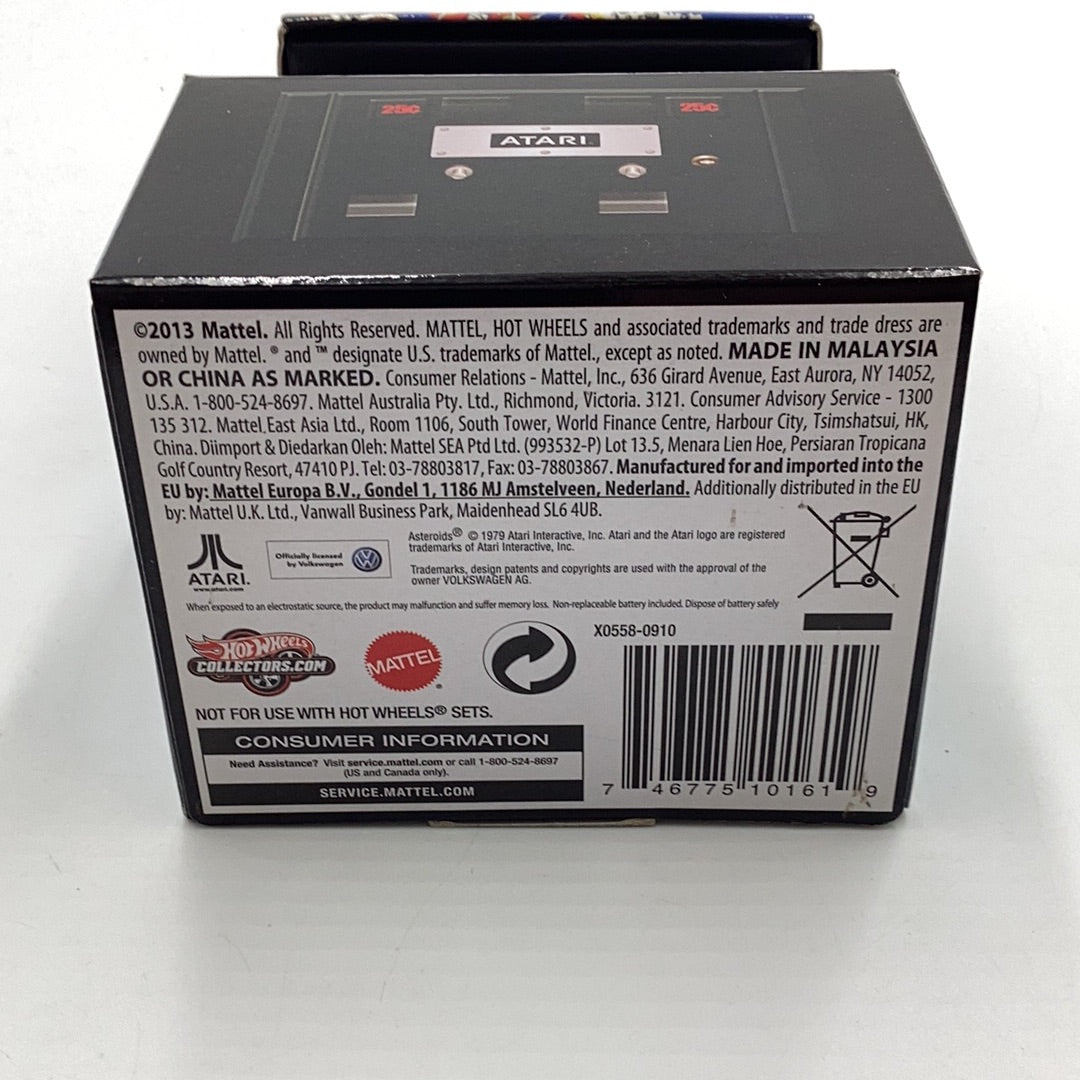 25¢ 25¢
ATARI
©2013 Mattel. All Rights Reserved. MATTEL, HOT WHEELS and associated trademarks and trade dress are
owned by Mattel. ® and ™ designate U.S. trademarks of Mattel., except as noted. MADE IN MALAYSIA
OR CHINA AS MARKED. Consumer Relations - Mattel, Inc., 636 Girard Avenue, East Aurora, NY 14052,
U.S.A. 1-800-524-8697. Mattel Australia Pty. Ltd., Richmond, Victoria. 3121. Consumer Advisory Service - 1300
135 312. Mattel East Asia Ltd., Room 1106, South Tower, World Finance Centre, Harbour City, Tsimshatsui, HK,
China. Diimport & Diedarkan Oleh: Mattel SEA Ptd Ltd. (993532-P) Lot 13.5, Menara Lien Hoe, Persiaran Tropicana
Golf Country Resort, 47410 PJ. Tel: 03-78803817, Fax: 03-78803867. Manufactured for and imported into the
EU by: Mattel Europa B.V., Gondel 1, 1186 MJ Amstelveen, Nederland. Additionally distributed in the EU
by: Mattel U.K. Ltd., Vanwall Business Park, Maidenhead SL6 4UB.
ATARI.
www.atari.com
Officially licensed
by Volkswagen
Asteroids® © 1979 Atari Interactive, Inc. Atari and the Atari logo are registered
trademarks of Atari Interactive, Inc.
Trademarks, design patents and copyrights are used with the approval of the
owner VOLKSWAGEN AG.
When exposed to an electrostatic source, the product may malfunction and suffer memory loss. Non-replaceable battery included. Dispose of battery safely
HOT WHEELS
COLLECTORS.COM
MATTEL®
X0558-0910
NOT FOR USE WITH HOT WHEELS® SETS.
CONSUMER INFORMATION
Need Assistance? Visit service.mattel.com or call 1-800-524-8697
(US and Canada only).
SERVICE.MATTEL.COM
7 46775 10161 9